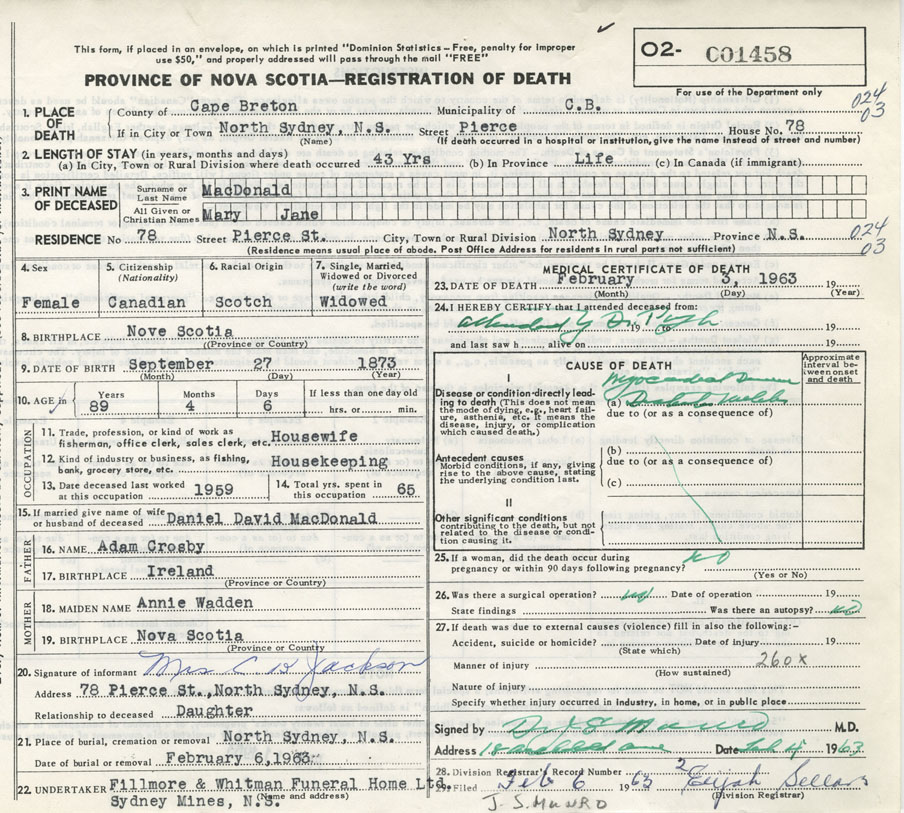 This form, if placed in an envelope, on which is printed "Dominion Statistics—Free, penalty for improper
use $50," and properly addressed will pass through the mail "FREE"
PROVINCE OF NOVA SCOTIA—REGISTRATION OF DEATH
02- C01458
For use of the Department only
024
03
1. PLACE OF DEATH
County of Cape Breton Municipality of C.B.
If in City or Town North Sydney, N.S. Street Pierce House No. 78
(Name) (If death occurred in a hospital or institution, give the name instead of street and number)
2. LENGTH OF STAY (in years, months and days)
(a) In City, Town or Rural Division where death occurred 43 Yrs (b) In Province Life (c) In Canada (if immigrant)
3. PRINT NAME OF DECEASED
Surname or Last Name MacDonald
All Given or Christian Names Mary Jane
RESIDENCE No 78 Street Pierce St. City, Town or Rural Division North Sydney Province N.S.
(Residence means usual place of abode. Post Office Address for residents in rural parts not sufficient)
024
03
4. Sex
Female
5. Citizenship
(Nationality)
Canadian
6. Racial Origin
Scotch
7. Single, Married,
Widowed or Divorced
(write the word)
Widowed
8. BIRTHPLACE Nove Scotia
(Province or Country)
9. DATE OF BIRTH September 27 1873
(Month) (Day) (Year)
10. AGE in
Years Months Days If less than one day old
89 4 6 hrs. or min.
OCCUPATION
11. Trade, profession, or kind of work as
fisherman, office clerk, sales clerk, etc. Housewife
12. Kind of industry or business, as fishing,
bank, grocery store, etc. Housekeeping
13. Date deceased last worked
at this occupation 1959
14. Total yrs. spent in
this occupation 65
15. If married give name of wife
or husband of deceased Daniel David MacDonald
FATHER
16. NAME Adam Crosby
17. BIRTHPLACE Ireland
(Province or Country)
MOTHER
18. MAIDEN NAME Annie Wadden
19. BIRTHPLACE Nova Scotia
(Province or Country)
20. Signature of informant Mrs C Jackson
Address 78 Pierce St., North Sydney, N.S.
Relationship to deceased Daughter
21. Place of burial, cremation or removal North Sydney, N.S.
Date of burial or removal February 6, 1963
22. UNDERTAKER Fillmore & Whitman Funeral Home Ltd
Sydney Mines, N.S.
(Name and address)
MEDICAL CERTIFICATE OF DEATH
23. DATE OF DEATH February 3, 1963 19
(Month) (Day) (Year)
24. I HEREBY CERTIFY that I attended deceased from:
attended by Dr 19 to 19
and last saw h alive on 19
CAUSE OF DEATH
Approximate interval between onset and death
I
Disease or condition directly leading to death (This does not mean the mode of dying, e.g., heart failure, asthenia, etc. It means the disease, injury, or complication which caused death.)
Myocardial
(a) Diabetes
due to (or as a consequence of)
Antecedent causes
Morbid conditions, if any, giving rise to the above cause, stating the underlying condition last.
(b)
due to (or as a consequence of)
(c)
II
Other significant conditions
contributing to the death, but not related to the disease or condition causing it.
25. If a woman, did the death occur during
pregnancy or within 90 days following pregnancy? no
(Yes or No)
26. Was there a surgical operation? no Date of operation 19
State findings Was there an autopsy? no
27. If death was due to external causes (violence) fill in also the following:-
Accident, suicide or homicide? Date of injury 19
(State which)
Manner of injury 260x
(How sustained)
Nature of injury
Specify whether injury occurred in industry, in home, or in public place
Signed by Munro M.D.
Address Date Feb 4 1963
28. Division Registrar's Record Number 2
29. Filed Feb 6 1963 Elijah Sellars
(Division Registrar)
J. S. MUNRO